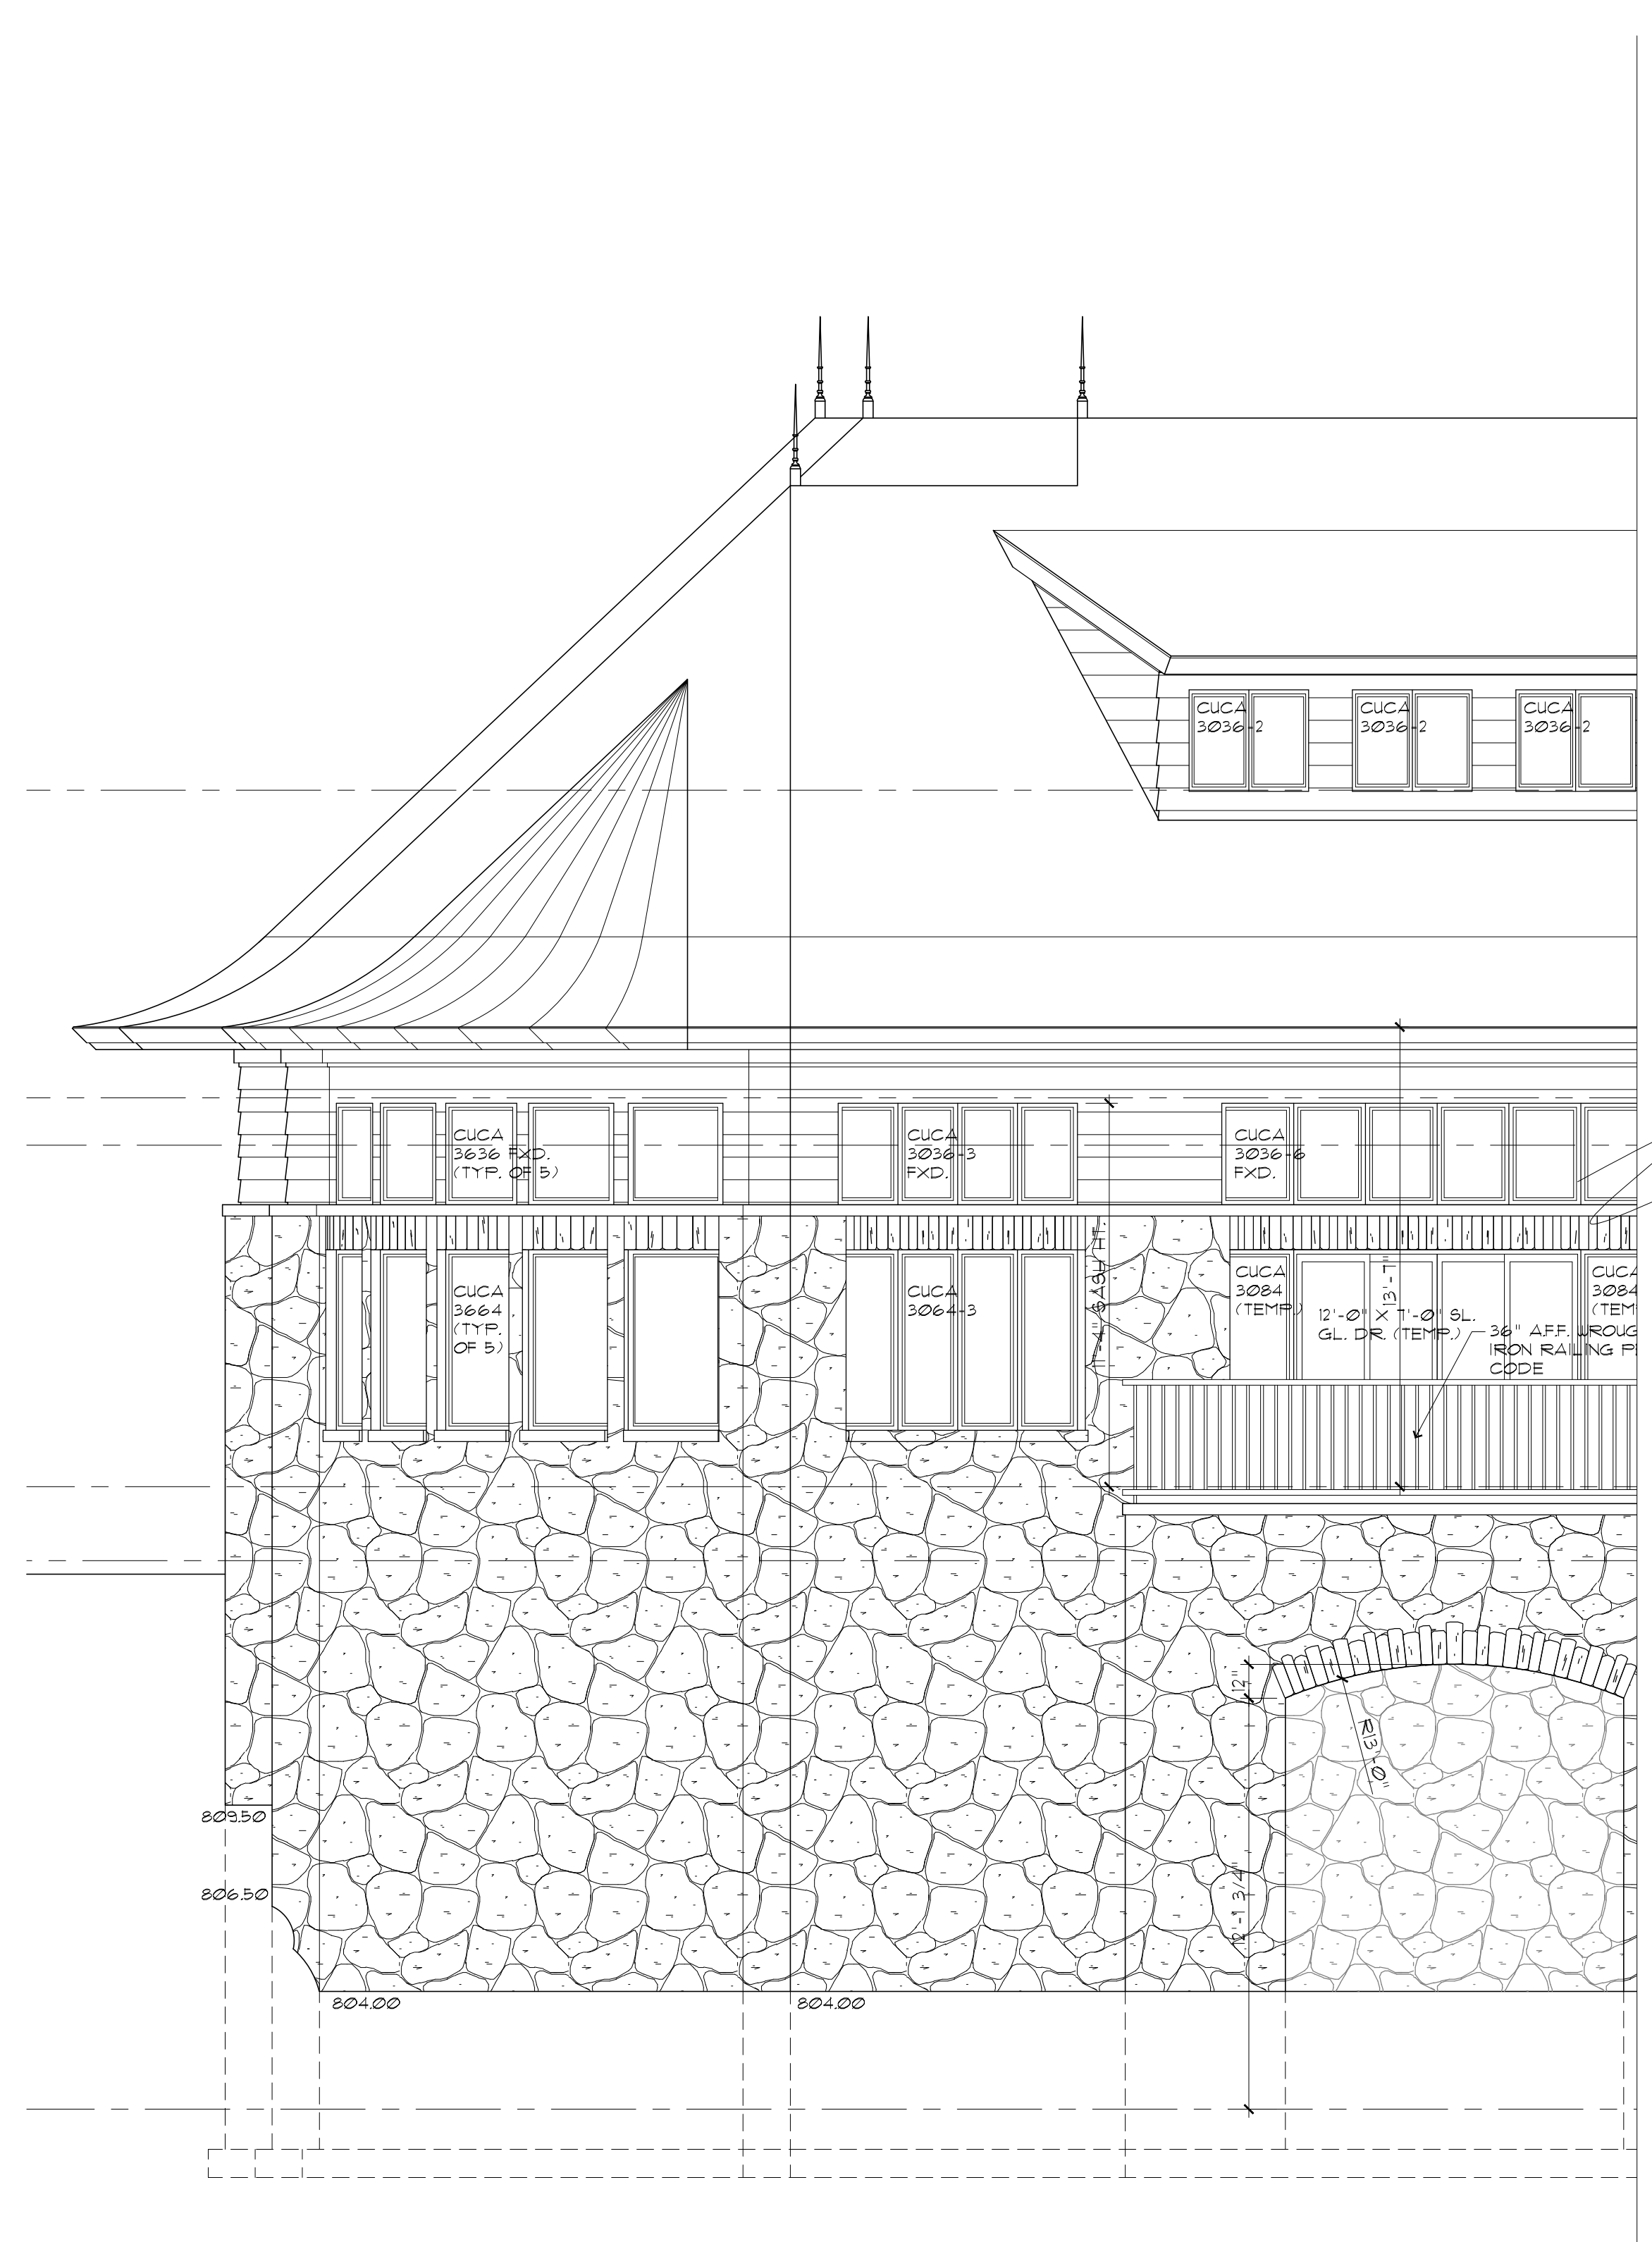 CUCA
3036-2
CUCA
3036-2
CUCA
3036-2
CUCA
3636 FXD.
(TYP. OF 5)
CUCA
3036-3
FXD.
CUCA
3036-6
FXD.
CUCA
3664
(TYP.
OF 5)
CUCA
3064-3
11'-4" SASH HT.
CUCA
3084
(TEMP.)
13'-7"
12'-0" X 7'-0" SL.
GL. DR. (TEMP.)
CUCA
3084
(TEM
36" A.F.F. WROUG
IRON RAILING P
CODE
12"
R13'-0"
12'-1 3/4"
809.50
806.50
804.00
804.00